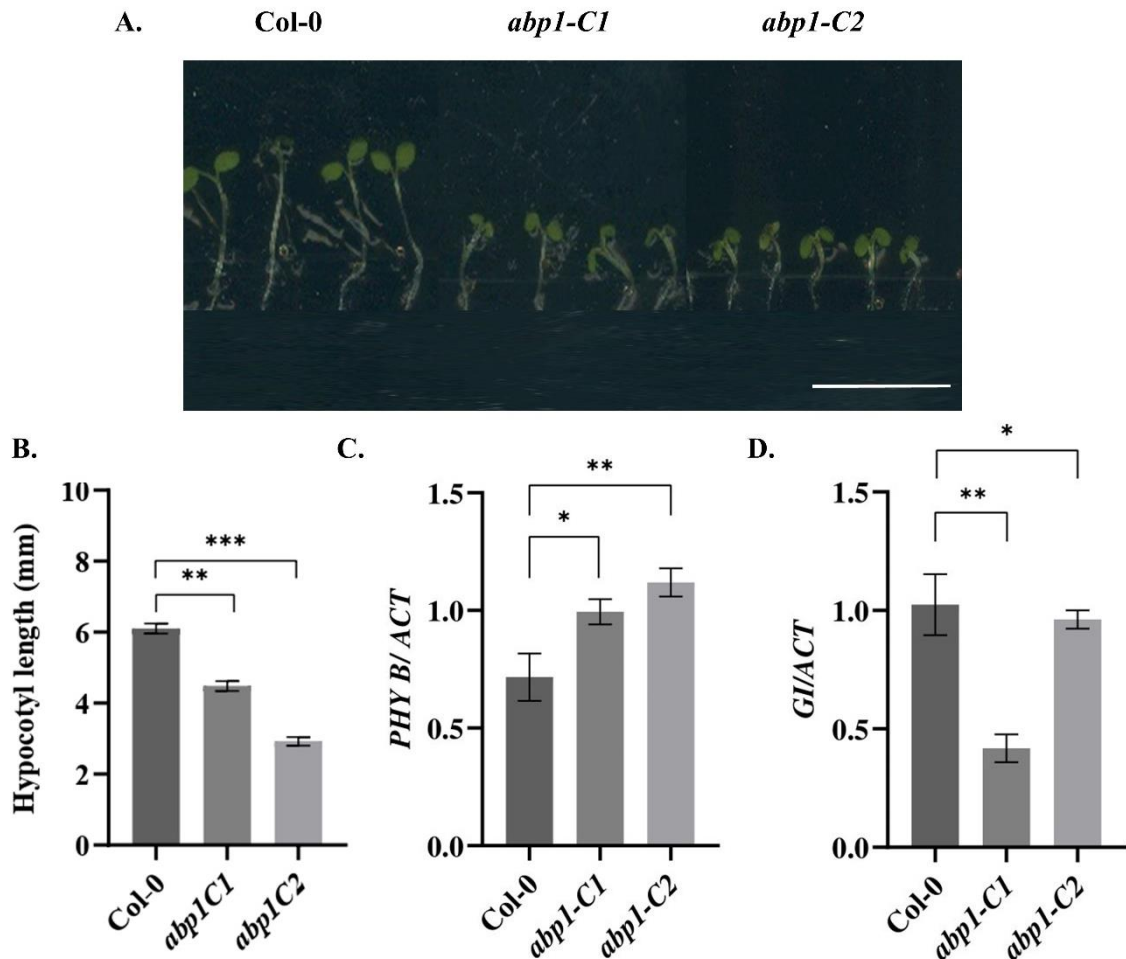 A. Col-0 abp1-C1 abp1-C2
B.
Hypocotyl length (mm)
10
8
6
4
2
0
***
**
Col-0 abp1C1 abp1C2
C.
PHY B/ ACT
1.5
1.0
0.5
0.0
**
*
Col-0 abp1-C1 abp1-C2
D.
GI/ACT
1.5
1.0
0.5
0.0
*
**
Col-0 abp1-C1 abp1-C2